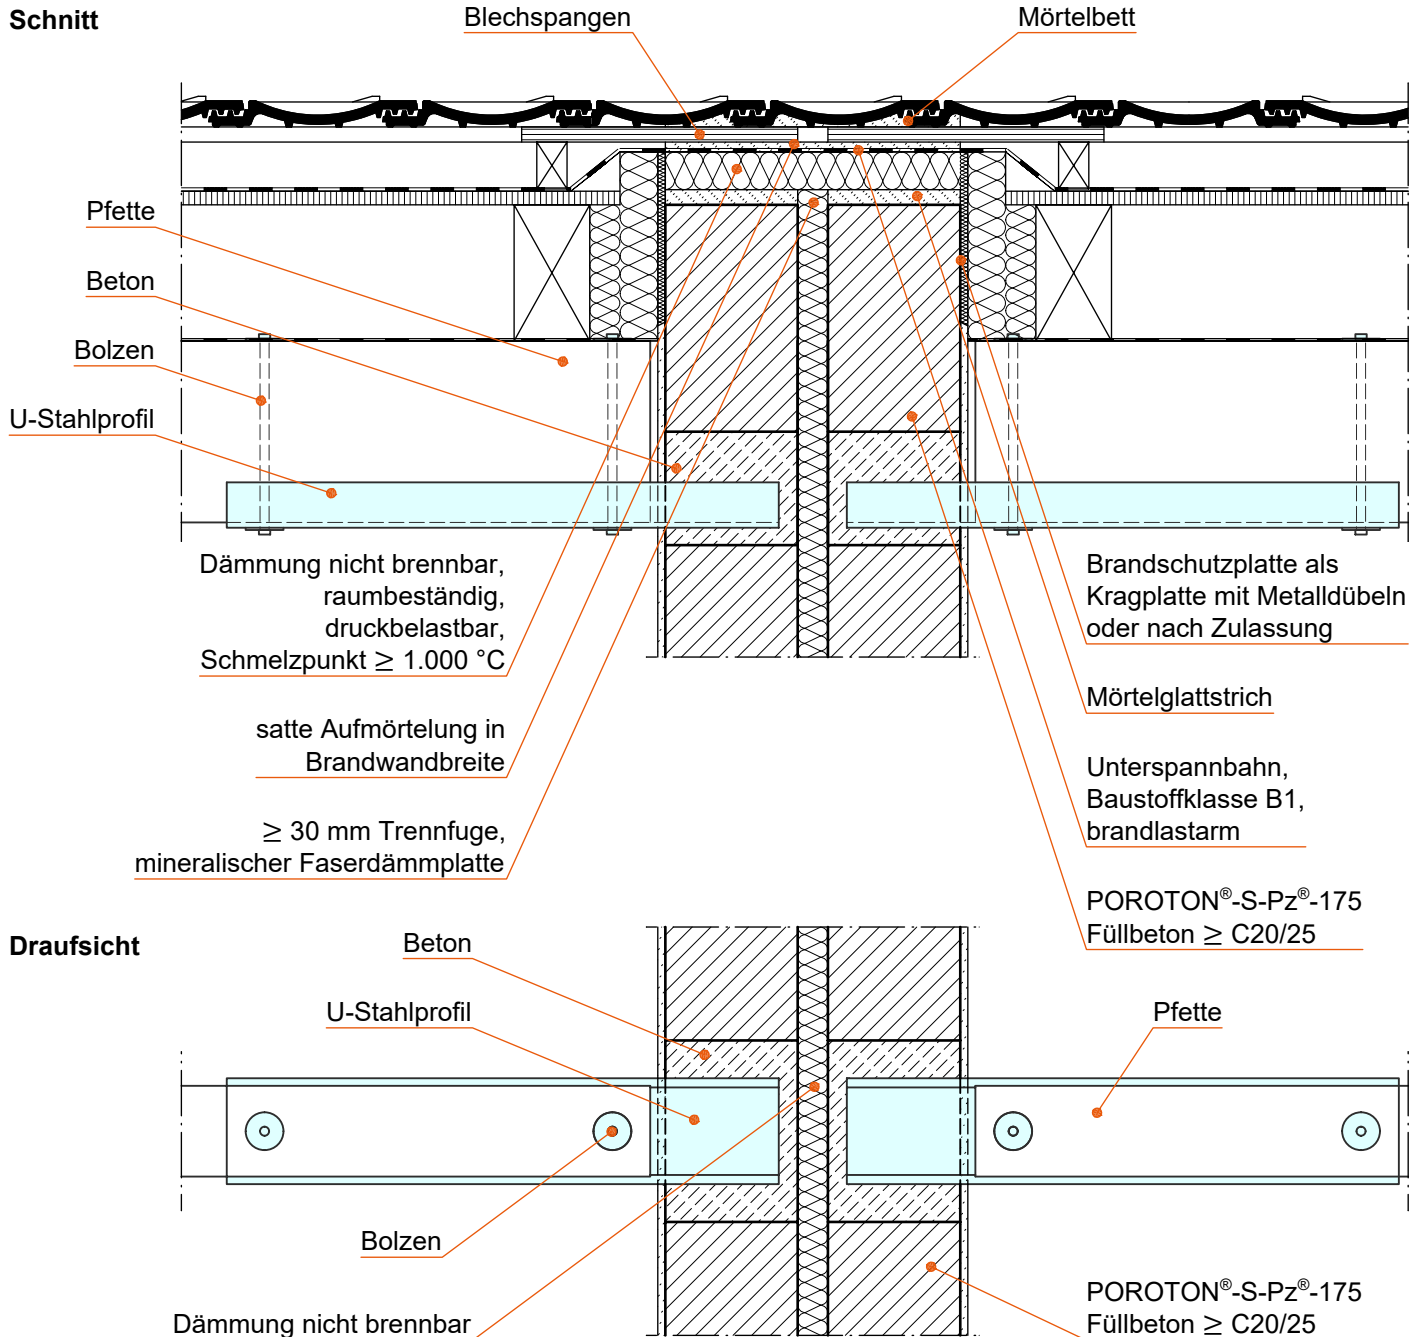 Schnitt
Blechspangen
Mörtelbett
Pfette
Beton
Bolzen
U-Stahlprofil
Dämmung nicht brennbar,
raumbeständig,
druckbelastbar,
Schmelzpunkt ≥ 1.000 °C
satte Aufmörtelung in
Brandwandbreite
≥ 30 mm Trennfuge,
mineralischer Faserdämmplatte
Brandschutzplatte als
Kragplatte mit Metalldübeln
oder nach Zulassung
Mörtelglattstrich
Unterspannbahn,
Baustoffklasse B1,
brandlastarm
POROTON®-S-Pz®-175
Füllbeton ≥ C20/25
Draufsicht
Beton
U-Stahlprofil
Pfette
Bolzen
Dämmung nicht brennbar
POROTON®-S-Pz®-175
Füllbeton ≥ C20/25